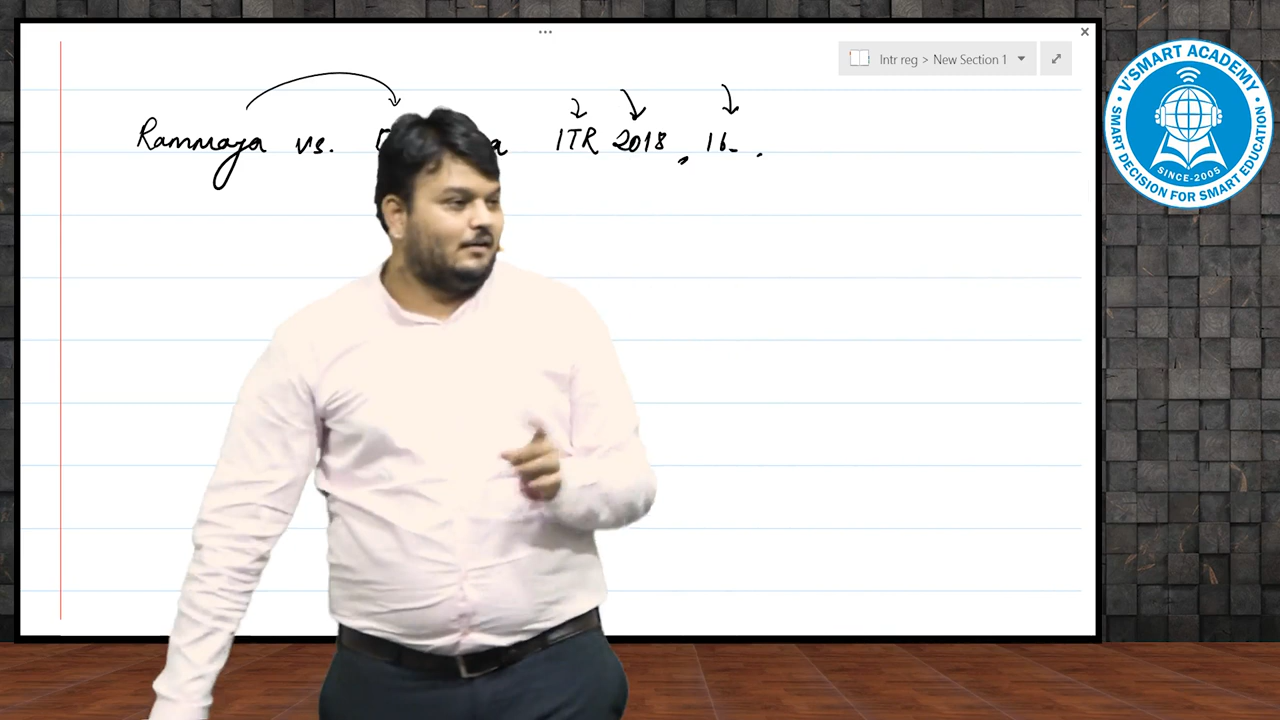 Intr reg > New Section 1
Rammaya vs. ITR 2018, 16.
V'SMART ACADEMY
SINCE-2005
SMART DECISION FOR SMART EDUCATION